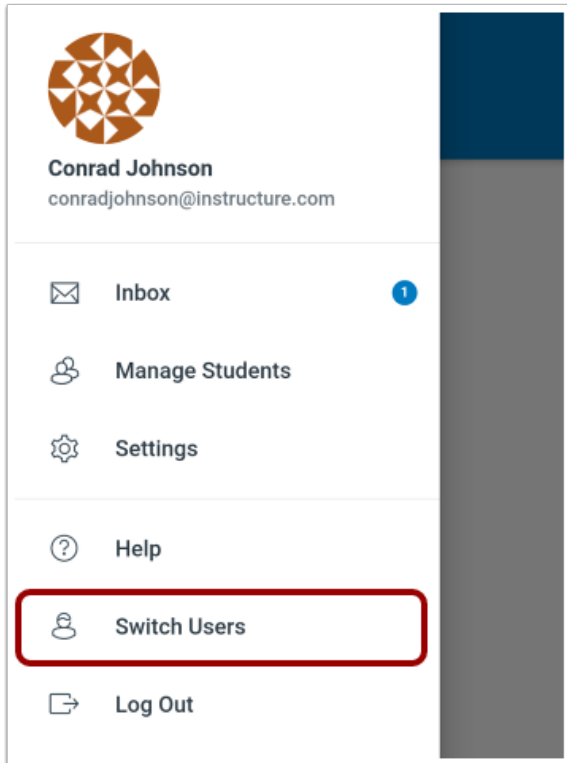 Conrad Johnson
conradjohnson@instructure.com
Inbox 1
Manage Students
Settings
Help
Switch Users
Log Out